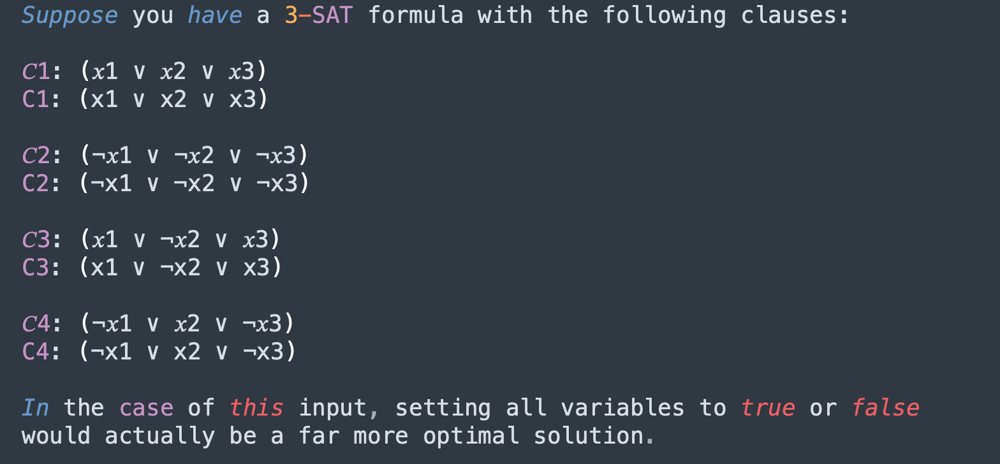 Suppose you have a 3-SAT formula with the following clauses:
𝐶1: (𝑥1 ∨ 𝑥2 ∨ 𝑥3)
C1: (x1 ∨ x2 ∨ x3)
𝐶2: (¬𝑥1 ∨ ¬𝑥2 ∨ ¬𝑥3)
C2: (¬x1 ∨ ¬x2 ∨ ¬x3)
𝐶3: (𝑥1 ∨ ¬𝑥2 ∨ 𝑥3)
C3: (x1 ∨ ¬x2 ∨ x3)
𝐶4: (¬𝑥1 ∨ 𝑥2 ∨ ¬𝑥3)
C4: (¬x1 ∨ x2 ∨ ¬x3)
In the case of this input, setting all variables to true or false
would actually be a far more optimal solution.